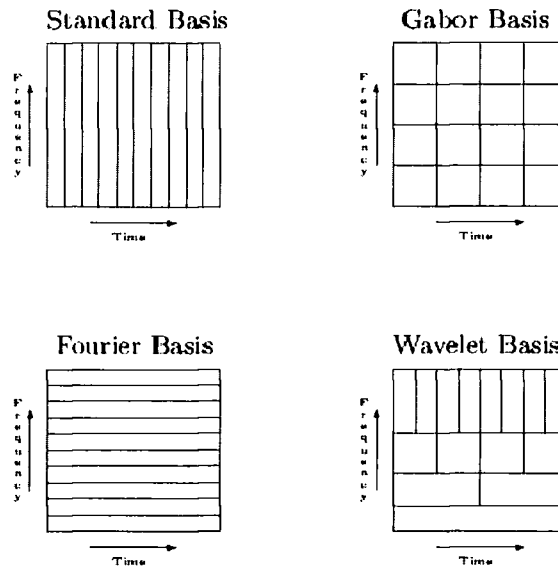 Standard Basis
Gabor Basis
Frequency
Frequency
Time
Time
Fourier Basis
Wavelet Basis
Frequency
Frequency
Time
Time